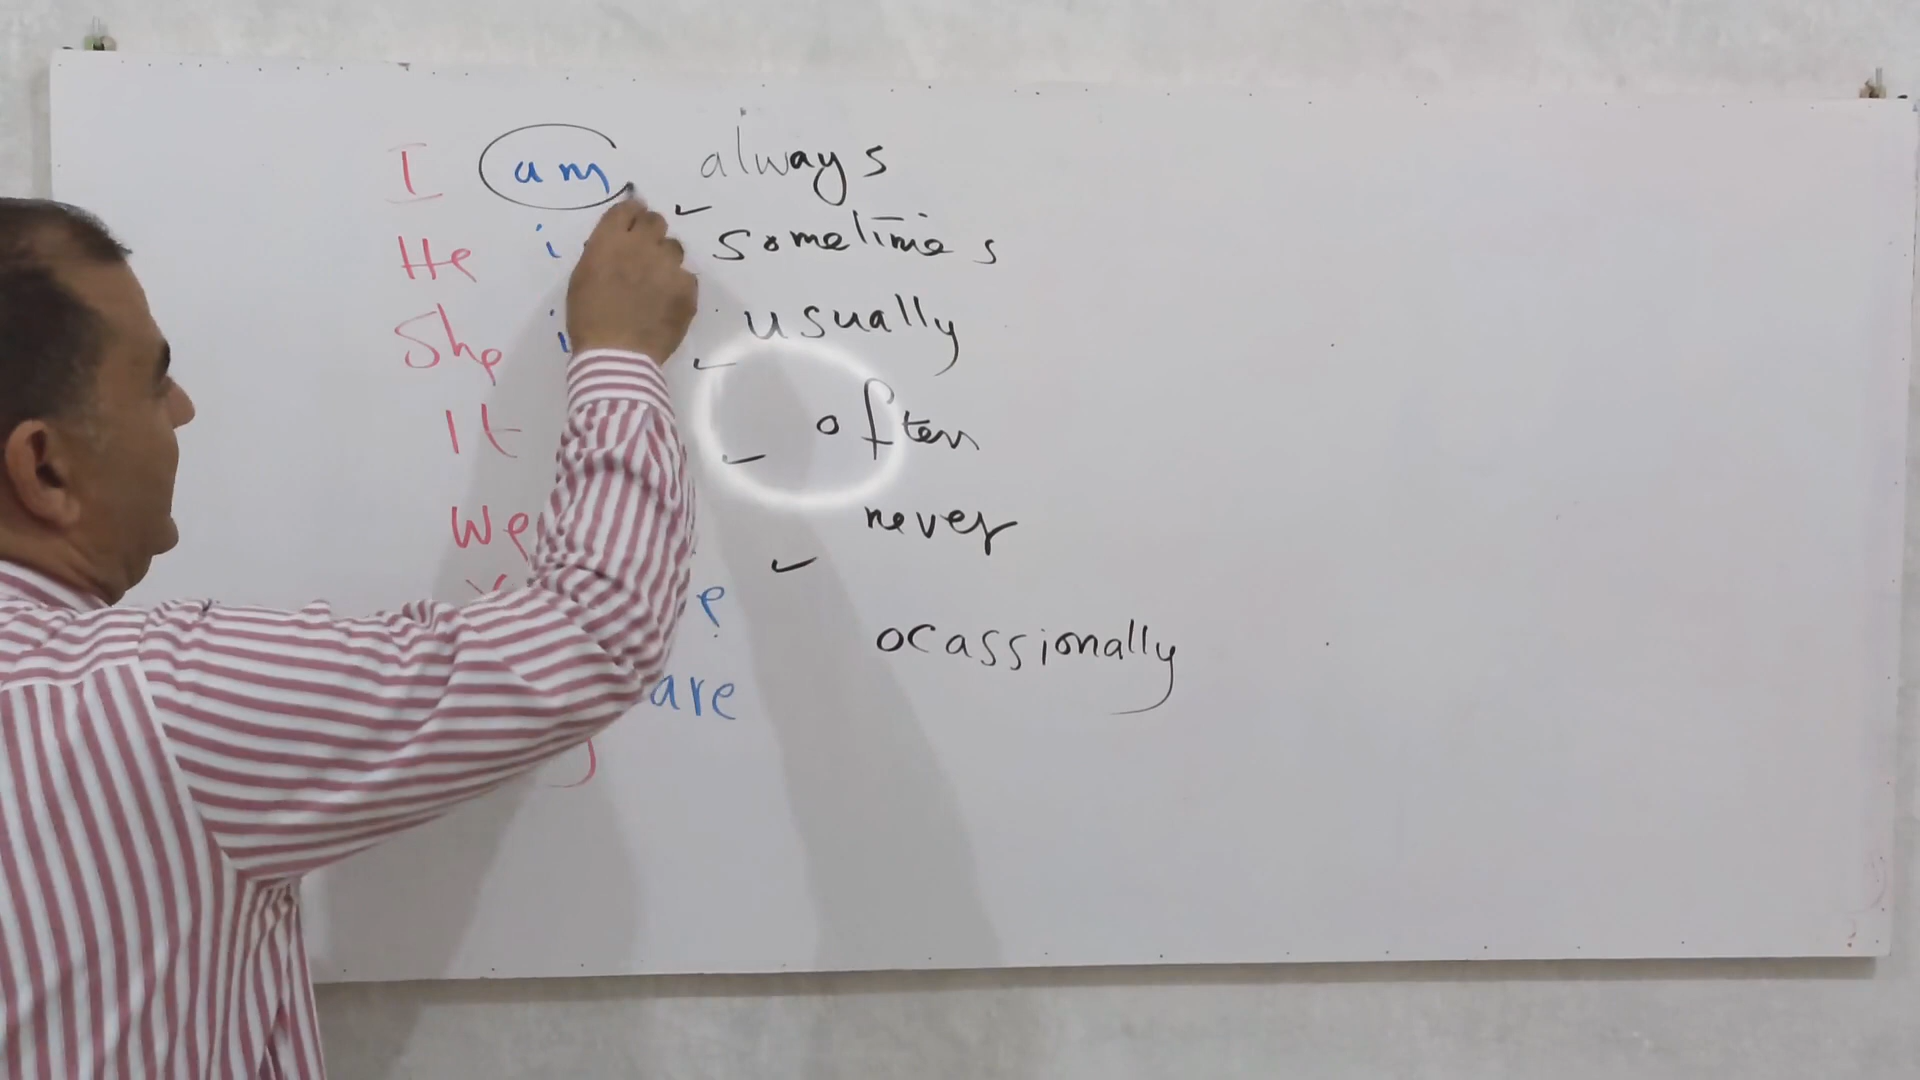 I am always
He sometimes
She usually
It often
We never
are ocassionally